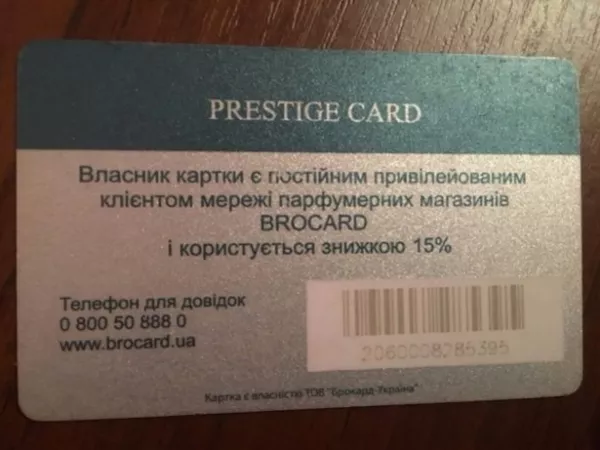 PRESTIGE CARD
Власник картки є постійним привілейованим
клієнтом мережі парфумерних магазинів
BROCARD
і користується знижкою 15%
Телефон для довідок
0 800 50 888 0
www.brocard.ua
2060008285395
Картка є власністю ТОВ "Брокард-Україна"